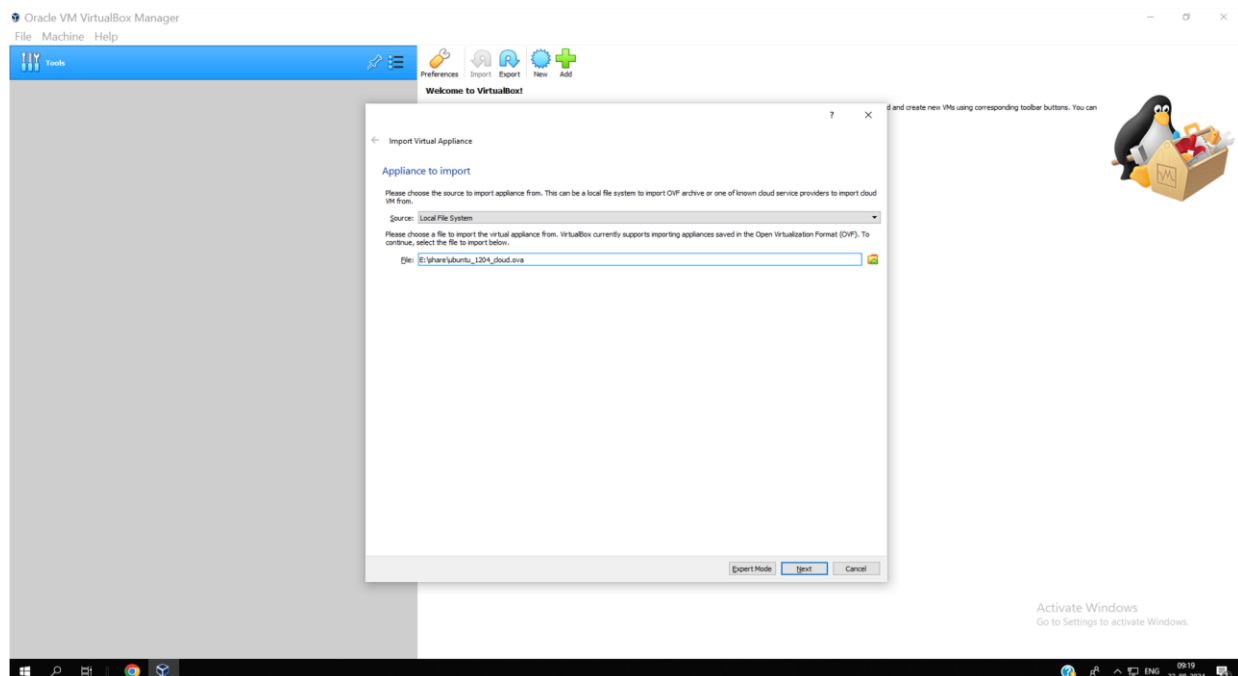 Oracle VM VirtualBox Manager
File Machine Help
Tools
Preferences Import Export New Add
Welcome to VirtualBox!
d and create new VMs using corresponding toolbar buttons. You can
Import Virtual Appliance
Appliance to import
Please choose the source to import appliance from. This can be a local file system to import OVF archive or one of known cloud service providers to import cloud
VM from.
Source: Local File System
Please choose a file to import the virtual appliance from. VirtualBox currently supports importing appliances saved in the Open Virtualization Format (OVF). To
continue, select the file to import below.
File: E:\phare\ubuntu_1204_cloud.ova
Expert Mode Next Cancel
Activate Windows
Go to Settings to activate Windows.
ENG 09:19